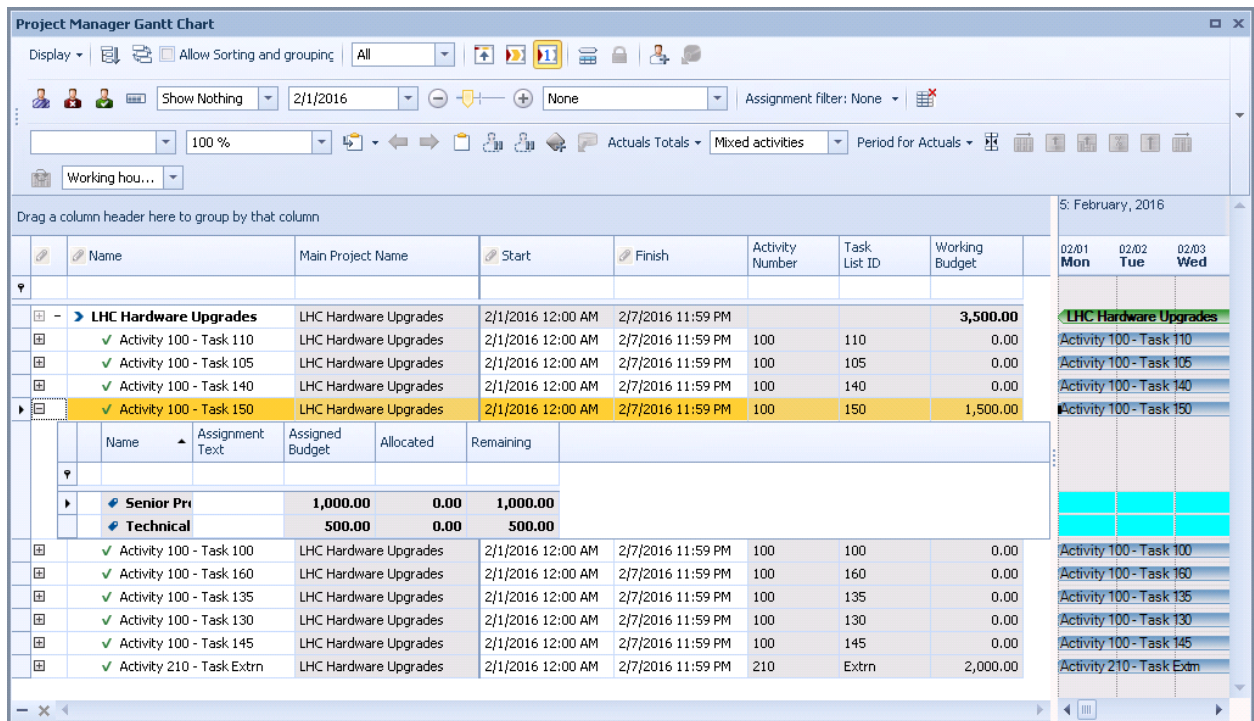 Project Manager Gantt Chart
Display Allow Sorting and grouping All
Show Nothing 2/1/2016 None Assignment filter: None
100 % Actuals Totals Mixed activities Period for Actuals
Working hou...
Drag a column header here to group by that column 5: February, 2016
Name Main Project Name Start Finish Activity Number Task List ID Working Budget 02/01 Mon 02/02 Tue 02/03 Wed
LHC Hardware Upgrades LHC Hardware Upgrades 2/1/2016 12:00 AM 2/7/2016 11:59 PM 3,500.00 LHC Hardware Upgrades
Activity 100 - Task 110 LHC Hardware Upgrades 2/1/2016 12:00 AM 2/7/2016 11:59 PM 100 110 0.00 Activity 100 - Task 110
Activity 100 - Task 105 LHC Hardware Upgrades 2/1/2016 12:00 AM 2/7/2016 11:59 PM 100 105 0.00 Activity 100 - Task 105
Activity 100 - Task 140 LHC Hardware Upgrades 2/1/2016 12:00 AM 2/7/2016 11:59 PM 100 140 0.00 Activity 100 - Task 140
Activity 100 - Task 150 LHC Hardware Upgrades 2/1/2016 12:00 AM 2/7/2016 11:59 PM 100 150 1,500.00 Activity 100 - Task 150
Name Assignment Text Assigned Budget Allocated Remaining
Senior Pro 1,000.00 0.00 1,000.00
Technical 500.00 0.00 500.00
Activity 100 - Task 100 LHC Hardware Upgrades 2/1/2016 12:00 AM 2/7/2016 11:59 PM 100 100 0.00 Activity 100 - Task 100
Activity 100 - Task 160 LHC Hardware Upgrades 2/1/2016 12:00 AM 2/7/2016 11:59 PM 100 160 0.00 Activity 100 - Task 160
Activity 100 - Task 135 LHC Hardware Upgrades 2/1/2016 12:00 AM 2/7/2016 11:59 PM 100 135 0.00 Activity 100 - Task 135
Activity 100 - Task 130 LHC Hardware Upgrades 2/1/2016 12:00 AM 2/7/2016 11:59 PM 100 130 0.00 Activity 100 - Task 130
Activity 100 - Task 145 LHC Hardware Upgrades 2/1/2016 12:00 AM 2/7/2016 11:59 PM 100 145 0.00 Activity 100 - Task 145
Activity 210 - Task Extrn LHC Hardware Upgrades 2/1/2016 12:00 AM 2/7/2016 11:59 PM 210 Extrn 2,000.00 Activity 210 - Task Extrn